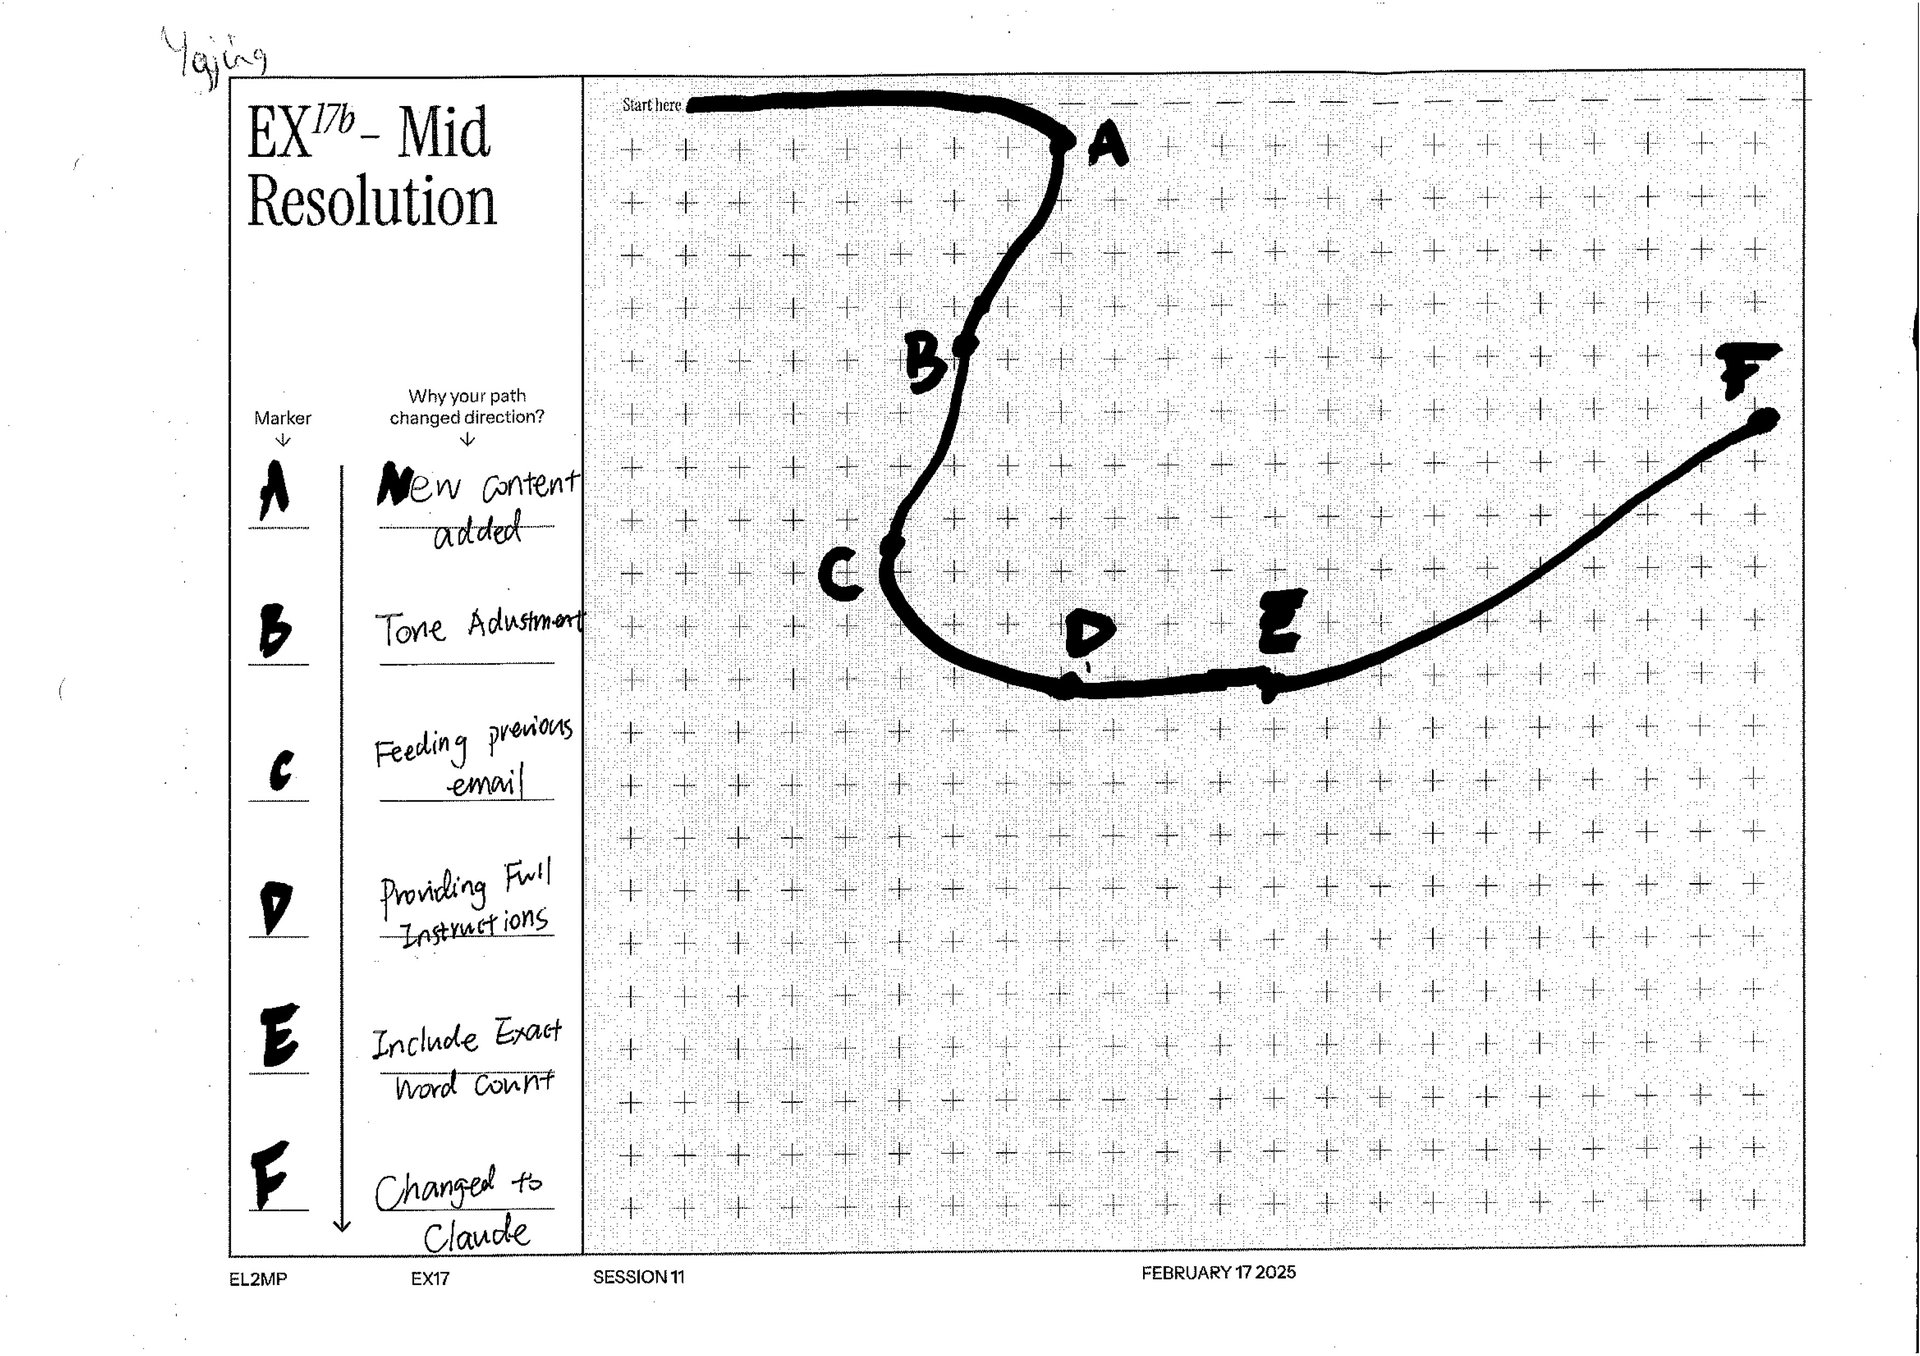 Yajing
EX17b – Mid
Resolution
Marker
Why your path
changed direction?
A
New content
added
B
Tone Adustment
C
Feeding previous
email
D
Providing Full
Instructions
E
Include Exact
Word Count
F
Changed to
Claude
Start here
A
B
C
D
E
F
EL2MP
EX17
SESSION 11
FEBRUARY 17 2025